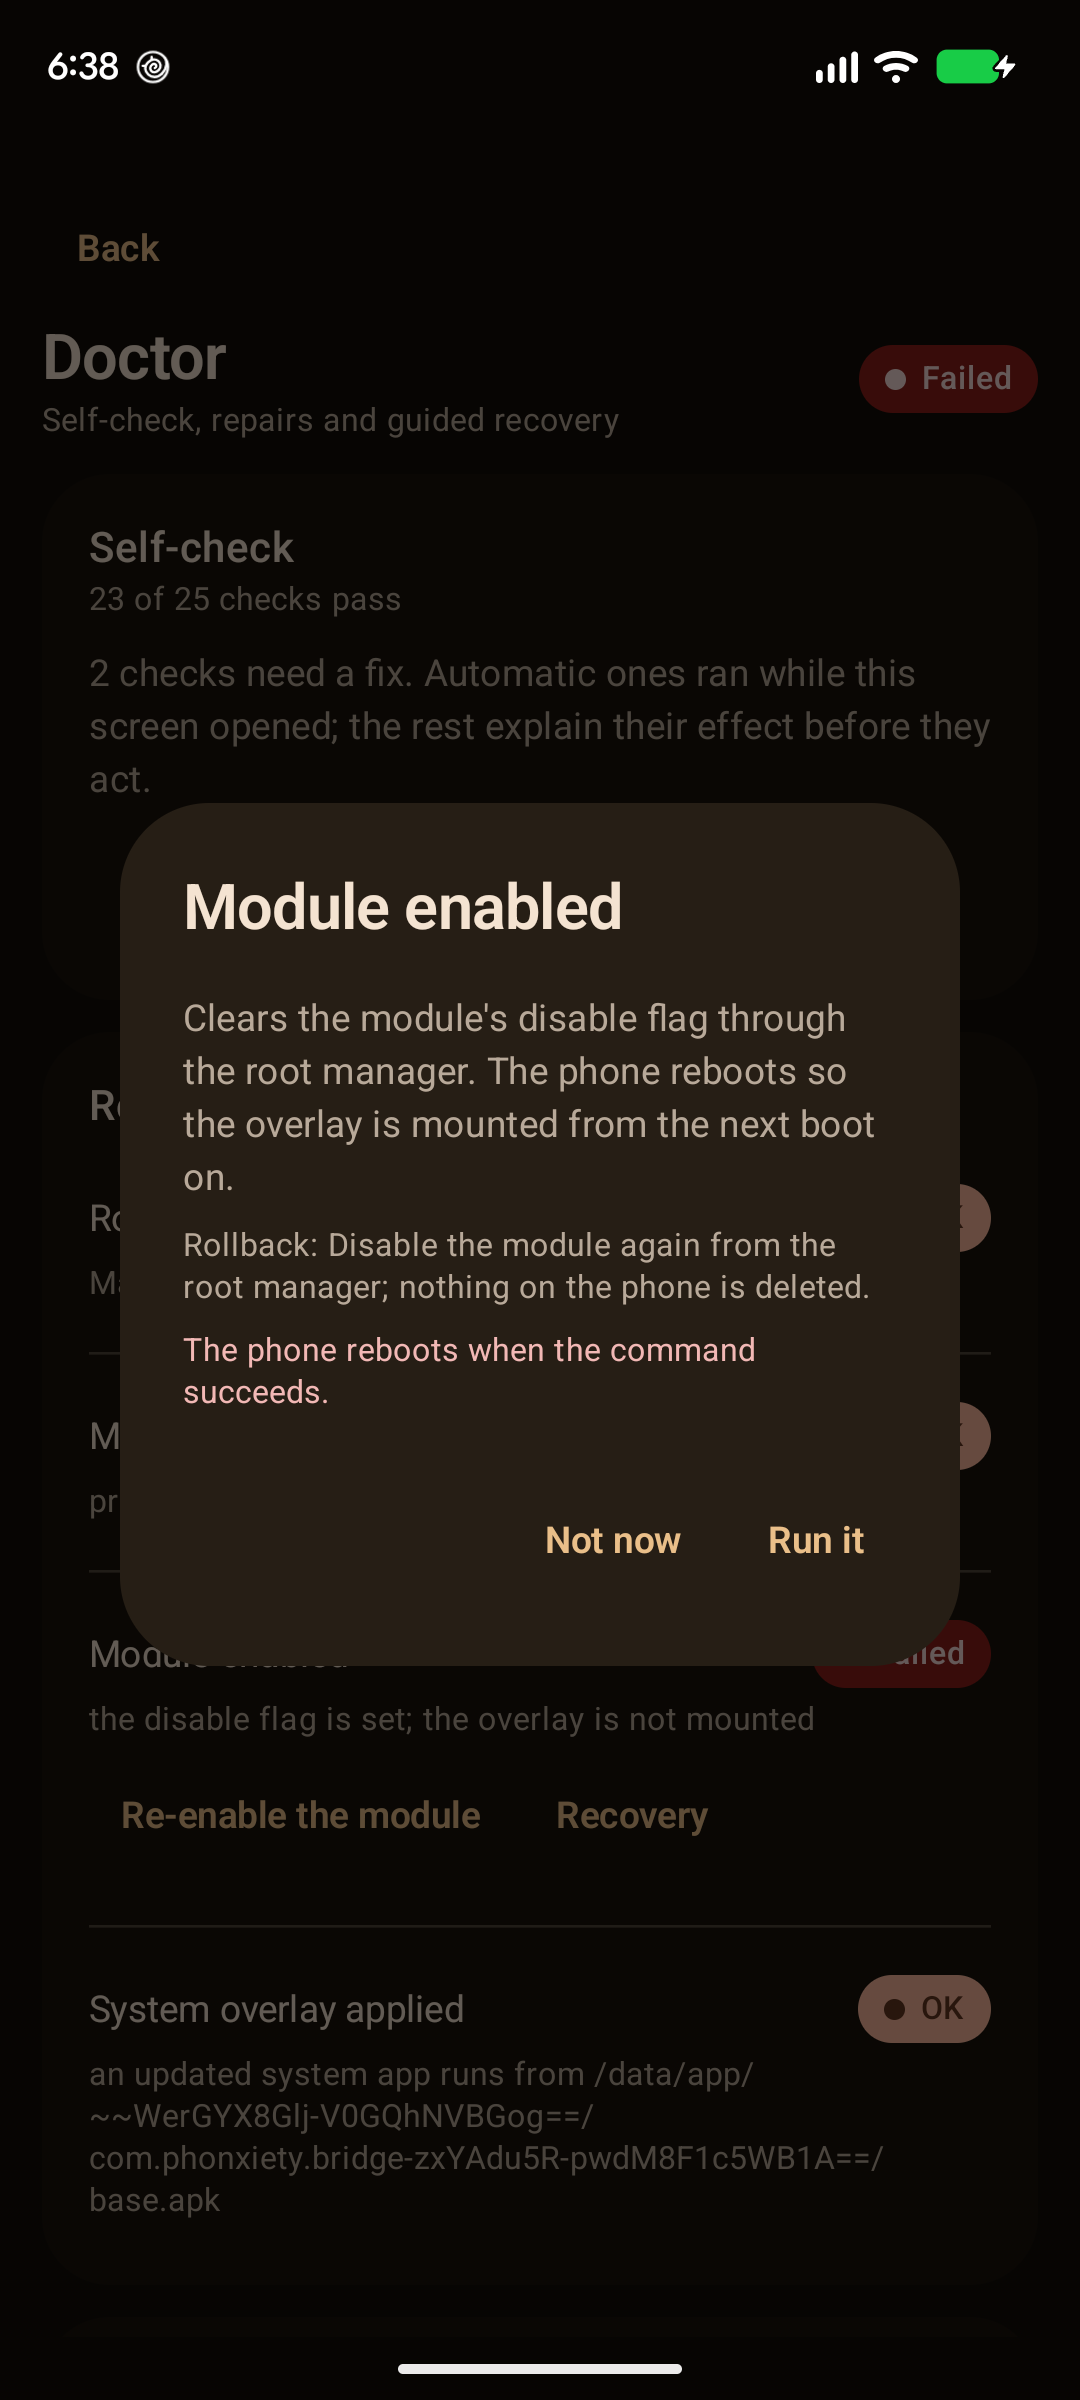 6:38
Back
Doctor
Failed
Self-check, repairs and guided recovery
Self-check
23 of 25 checks pass
2 checks need a fix. Automatic ones ran while this
screen opened; the rest explain their effect before they
act.
Module enabled
Clears the module's disable flag through
the root manager. The phone reboots so
the overlay is mounted from the next boot
on.
Rollback: Disable the module again from the
root manager; nothing on the phone is deleted.
The phone reboots when the command
succeeds.
Not now
Run it
the disable flag is set; the overlay is not mounted
Re-enable the module
Recovery
System overlay applied
OK
an updated system app runs from /data/app/
~~WerGYX8Glj-V0GQhNVBGog==/
com.phonxiety.bridge-zxYAdu5R-pwdM8F1c5WB1A==/
base.apk